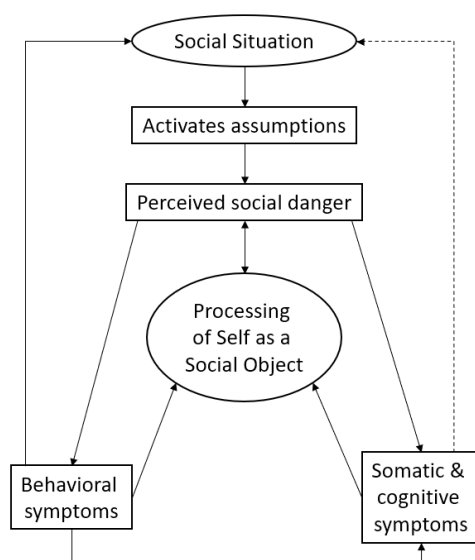 Social Situation
Activates assumptions
Perceived social danger
Processing
of Self as a
Social Object
Behavioral
symptoms
Somatic &
cognitive
symptoms